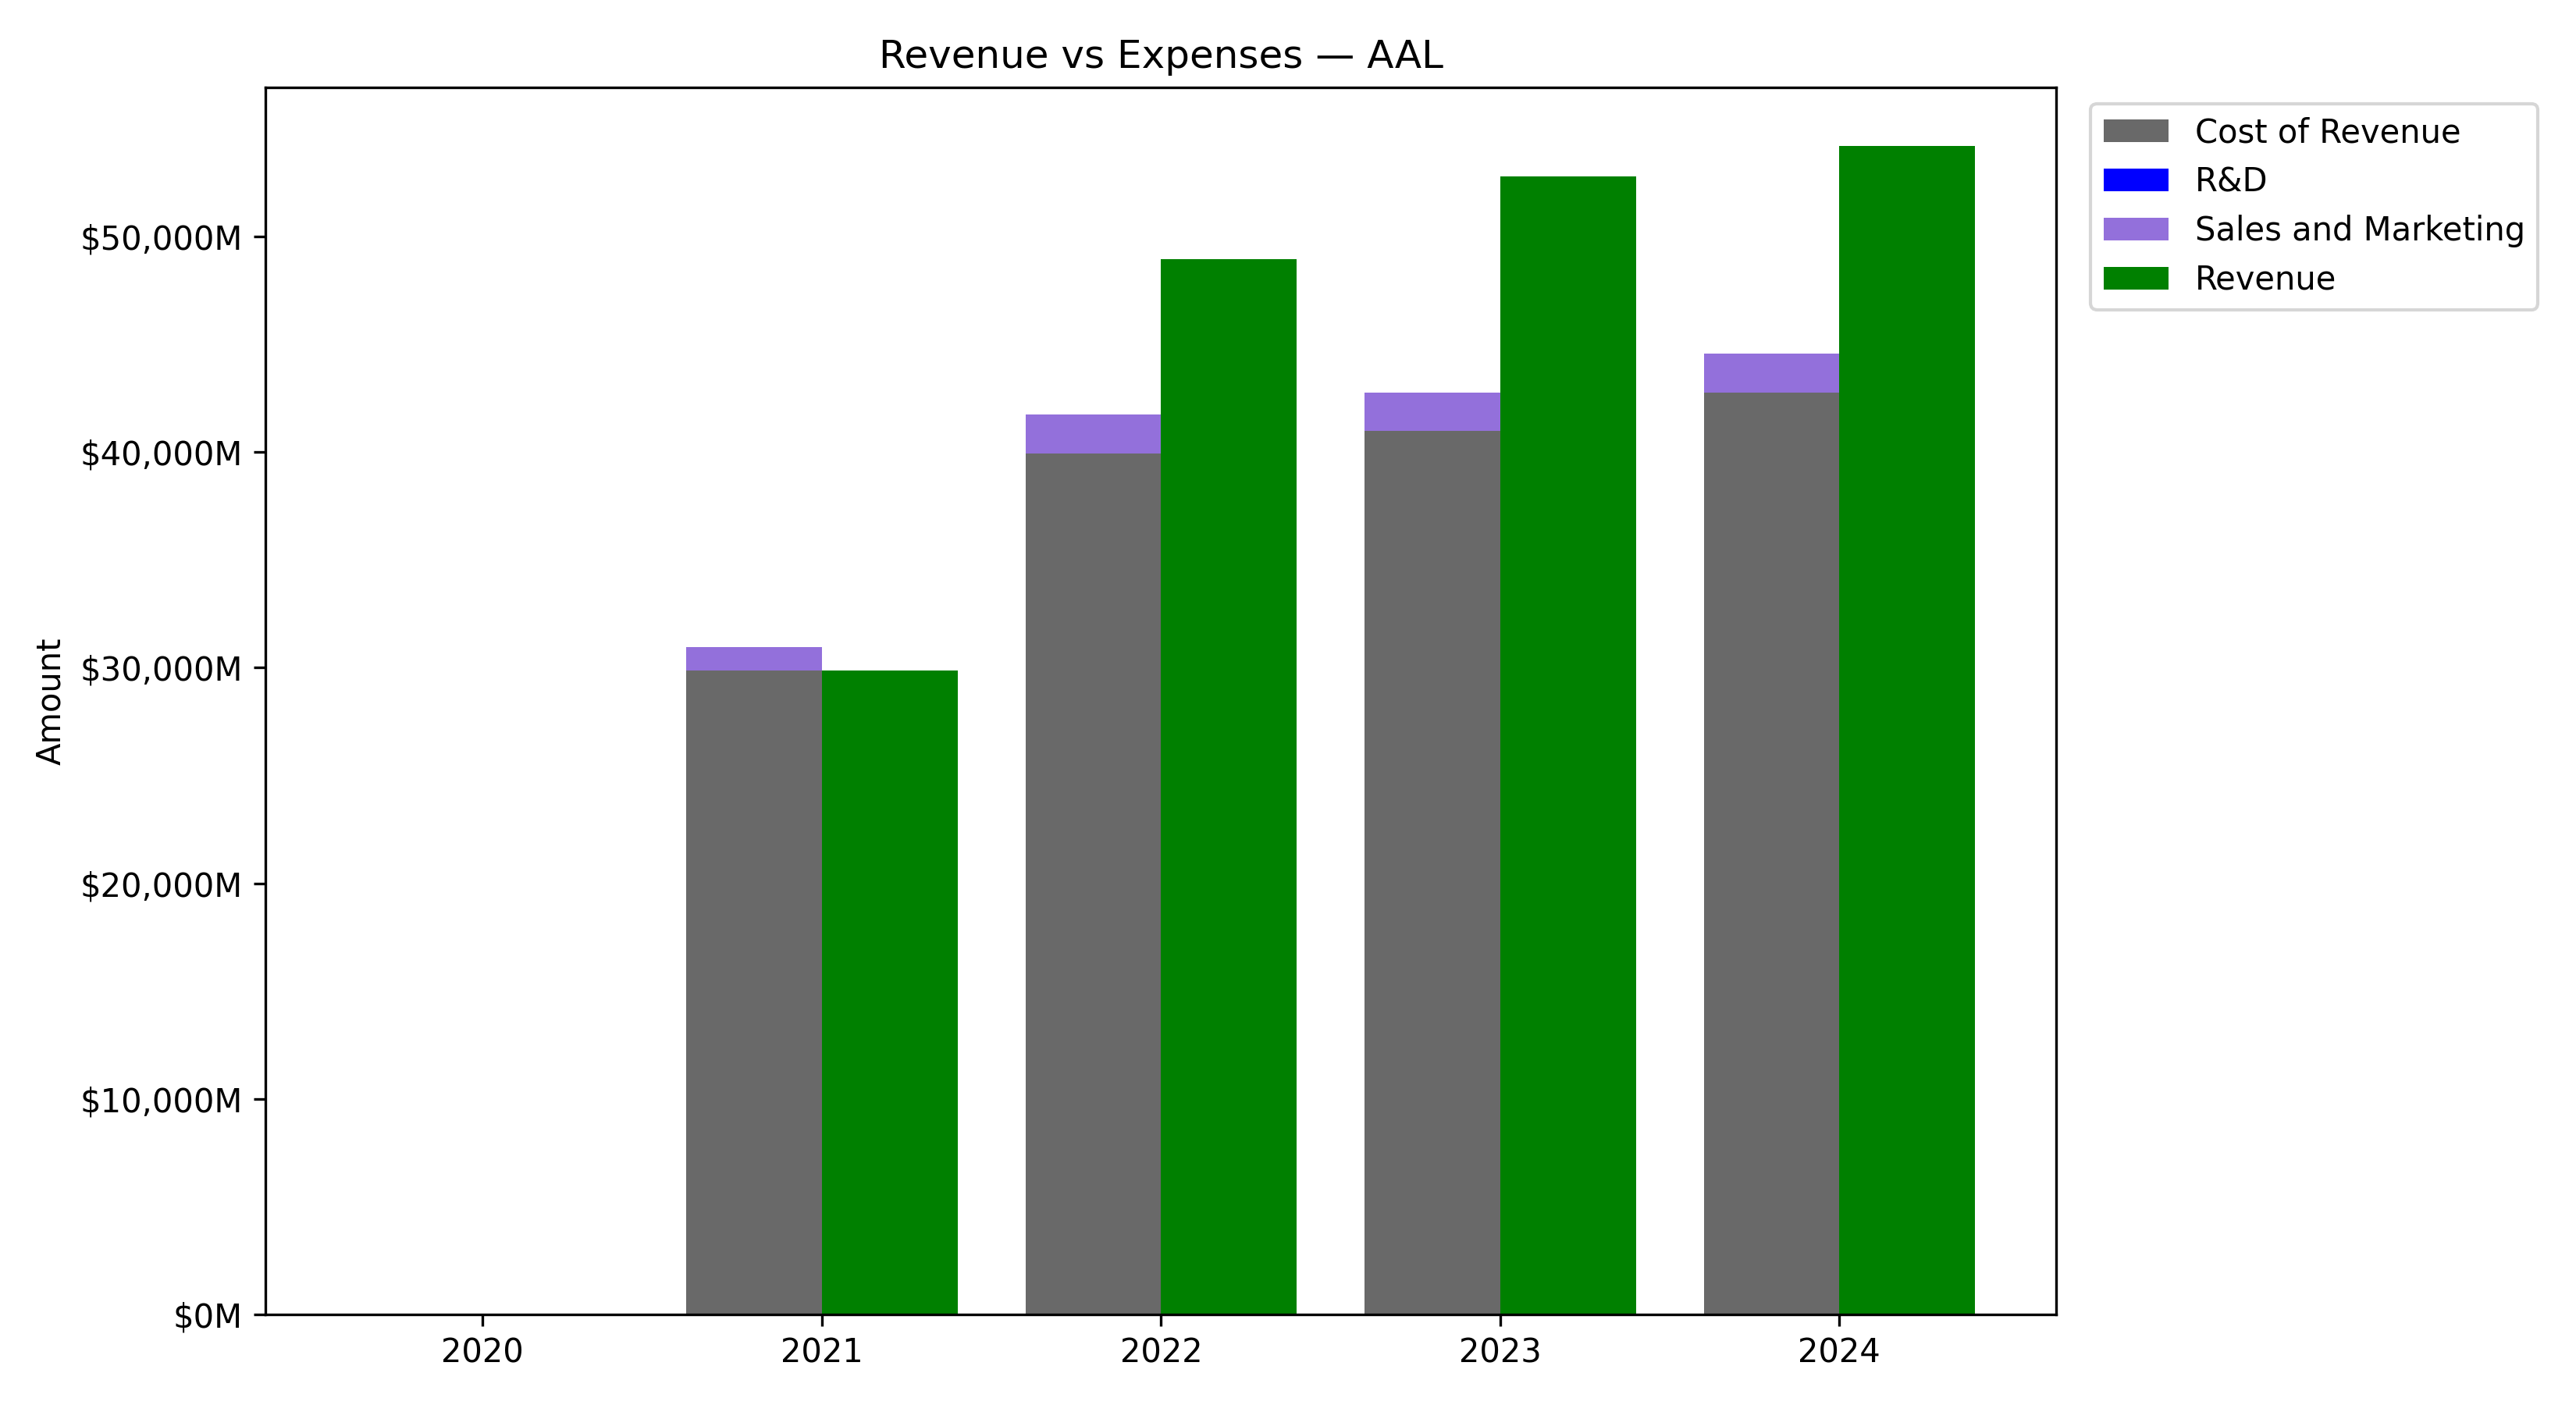 Revenue vs Expenses — AAL
Cost of Revenue
R&D
Sales and Marketing
Revenue
Amount
$50,000M
$40,000M
$30,000M
$20,000M
$10,000M
$0M
2020 2021 2022 2023 2024